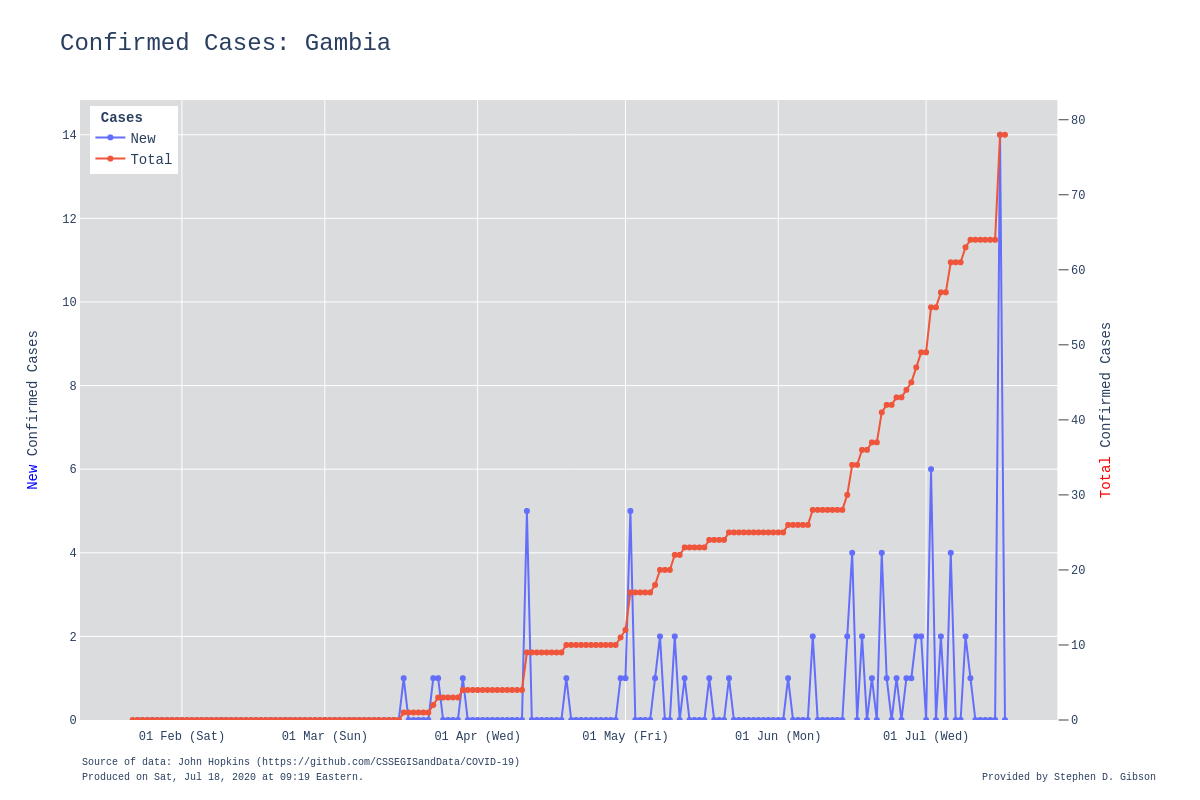 Confirmed Cases: Gambia
Cases
New
Total
14
12
10
8
6
4
2
0
80
70
60
50
40
30
20
10
0
New Confirmed Cases
Total Confirmed Cases
01 Feb (Sat)
01 Mar (Sun)
01 Apr (Wed)
01 May (Fri)
01 Jun (Mon)
01 Jul (Wed)
Source of data: John Hopkins (https://github.com/CSSEGISandData/COVID-19)
Produced on Sat, Jul 18, 2020 at 09:19 Eastern.
Provided by Stephen D. Gibson